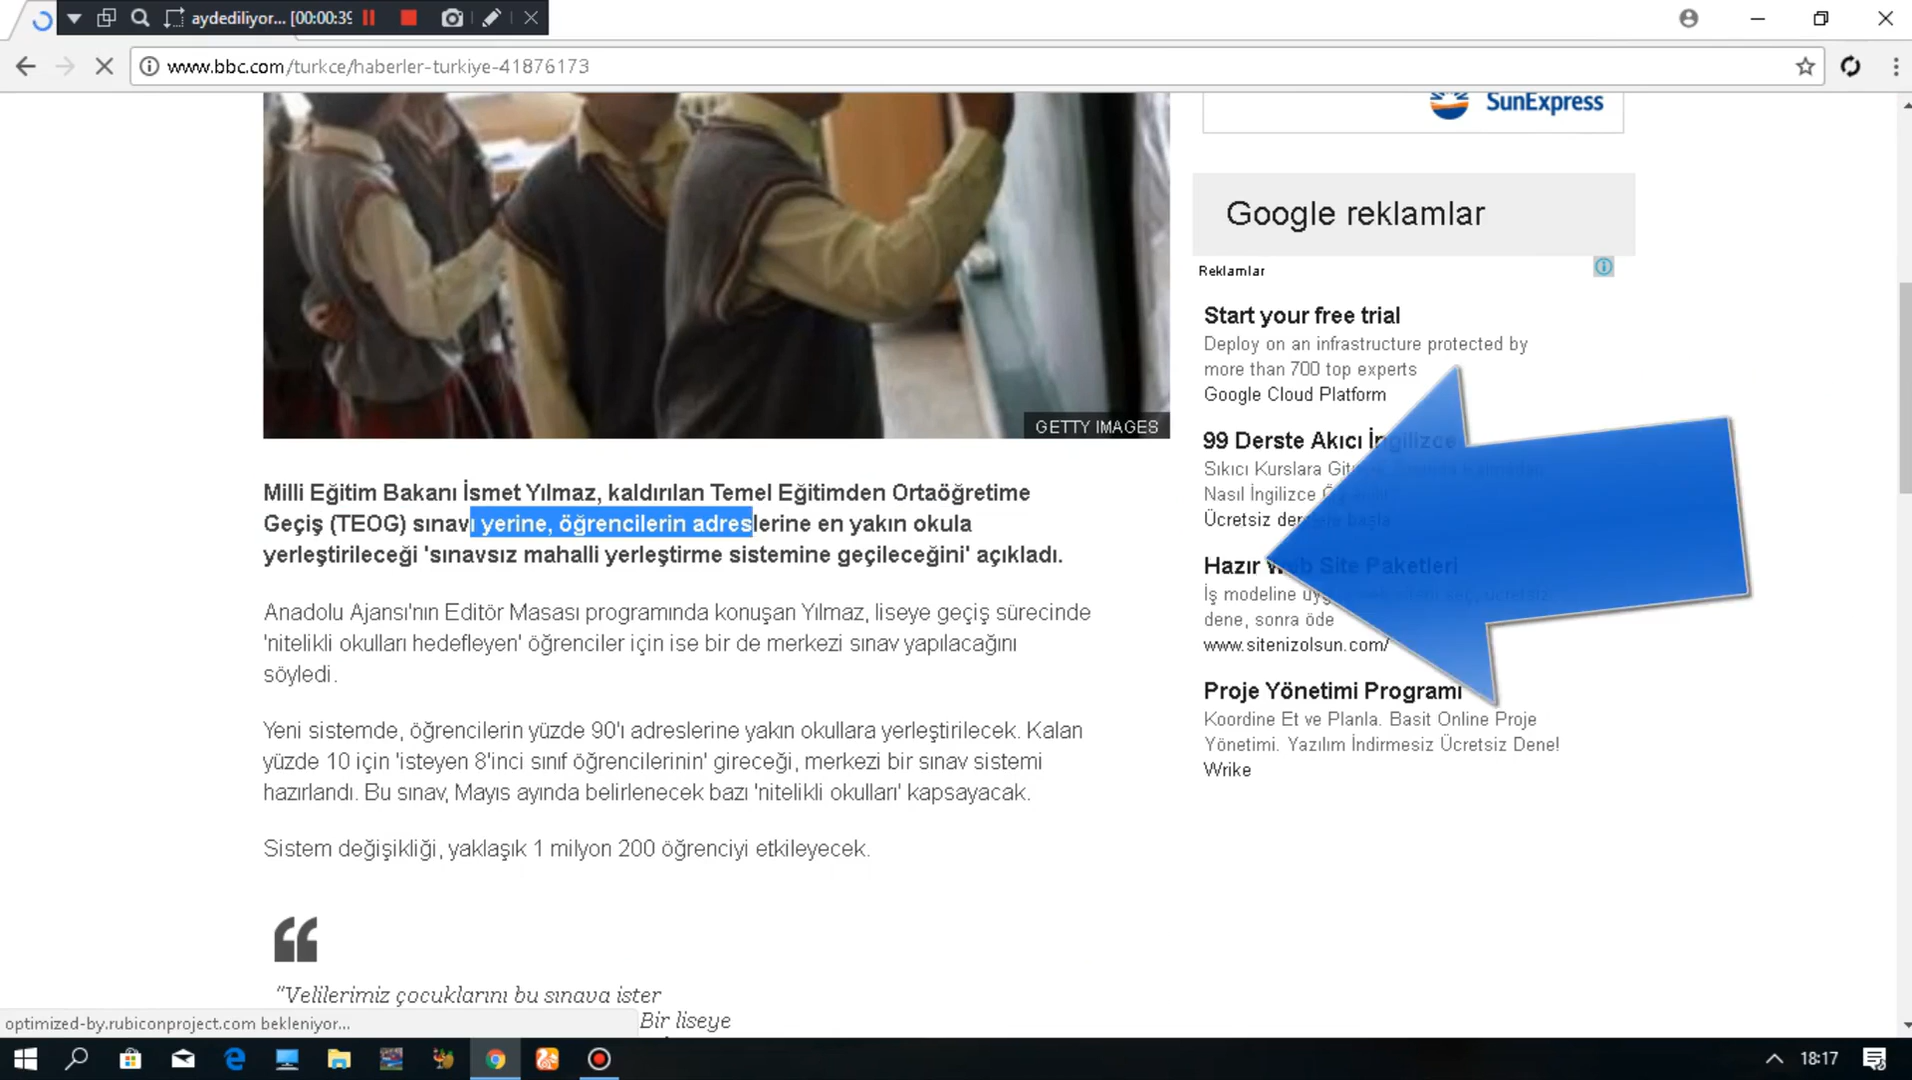 aydediliyor... [00:00:39
www.bbc.com/turkce/haberler-turkiye-41876173
SunExpress
Google reklamlar
Reklamlar
Start your free trial
Deploy on an infrastructure protected by
more than 700 top experts
Google Cloud Platform
99 Derste Akıcı İngilizce
Sıkıcı Kurslara
Nasıl İngilizce
Ücretsiz başla
Hazır Web Site Paketleri
İş modeline
dene, sonra öde
www.sitenizolsun.com/
Proje Yönetimi Programı
Koordine Et ve Planla. Basit Online Proje
Yönetimi. Yazılım İndirmesiz Ücretsiz Dene!
Wrike
GETTY IMAGES
Milli Eğitim Bakanı İsmet Yılmaz, kaldırılan Temel Eğitimden Ortaöğretime
Geçiş (TEOG) sınavı yerine, öğrencilerin adreslerine en yakın okula
yerleştirileceği 'sınavsız mahalli yerleştirme sistemine geçileceğini' açıkladı.
Anadolu Ajansı'nın Editör Masası programında konuşan Yılmaz, liseye geçiş sürecinde
'nitelikli okulları hedefleyen' öğrenciler için ise bir de merkezi sınav yapılacağını
söyledi.
Yeni sistemde, öğrencilerin yüzde 90'ı adreslerine yakın okullara yerleştirilecek. Kalan
yüzde 10 için 'isteyen 8'inci sınıf öğrencilerinin' gireceği, merkezi bir sınav sistemi
hazırlandı. Bu sınav, Mayıs ayında belirlenecek bazı 'nitelikli okulları' kapsayacak.
Sistem değişikliği, yaklaşık 1 milyon 200 öğrenciyi etkileyecek.
"Velilerimiz çocuklarını bu sınava ister
Bir liseye
optimized-by.rubiconproject.com bekleniyor...
18:17